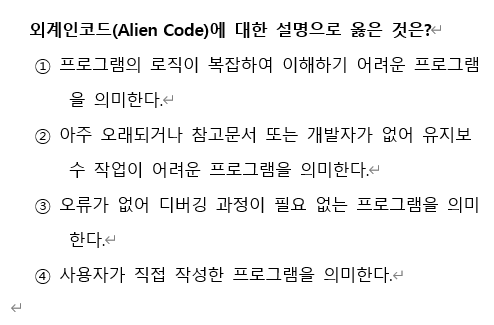 외계인코드(Alien Code)에 대한 설명으로 옳은 것은?
① 프로그램의 로직이 복잡하여 이해하기 어려운 프로그램
을 의미한다.
② 아주 오래되거나 참고문서 또는 개발자가 없어 유지보
수 작업이 어려운 프로그램을 의미한다.
③ 오류가 없어 디버깅 과정이 필요 없는 프로그램을 의미
한다.
④ 사용자가 직접 작성한 프로그램을 의미한다.